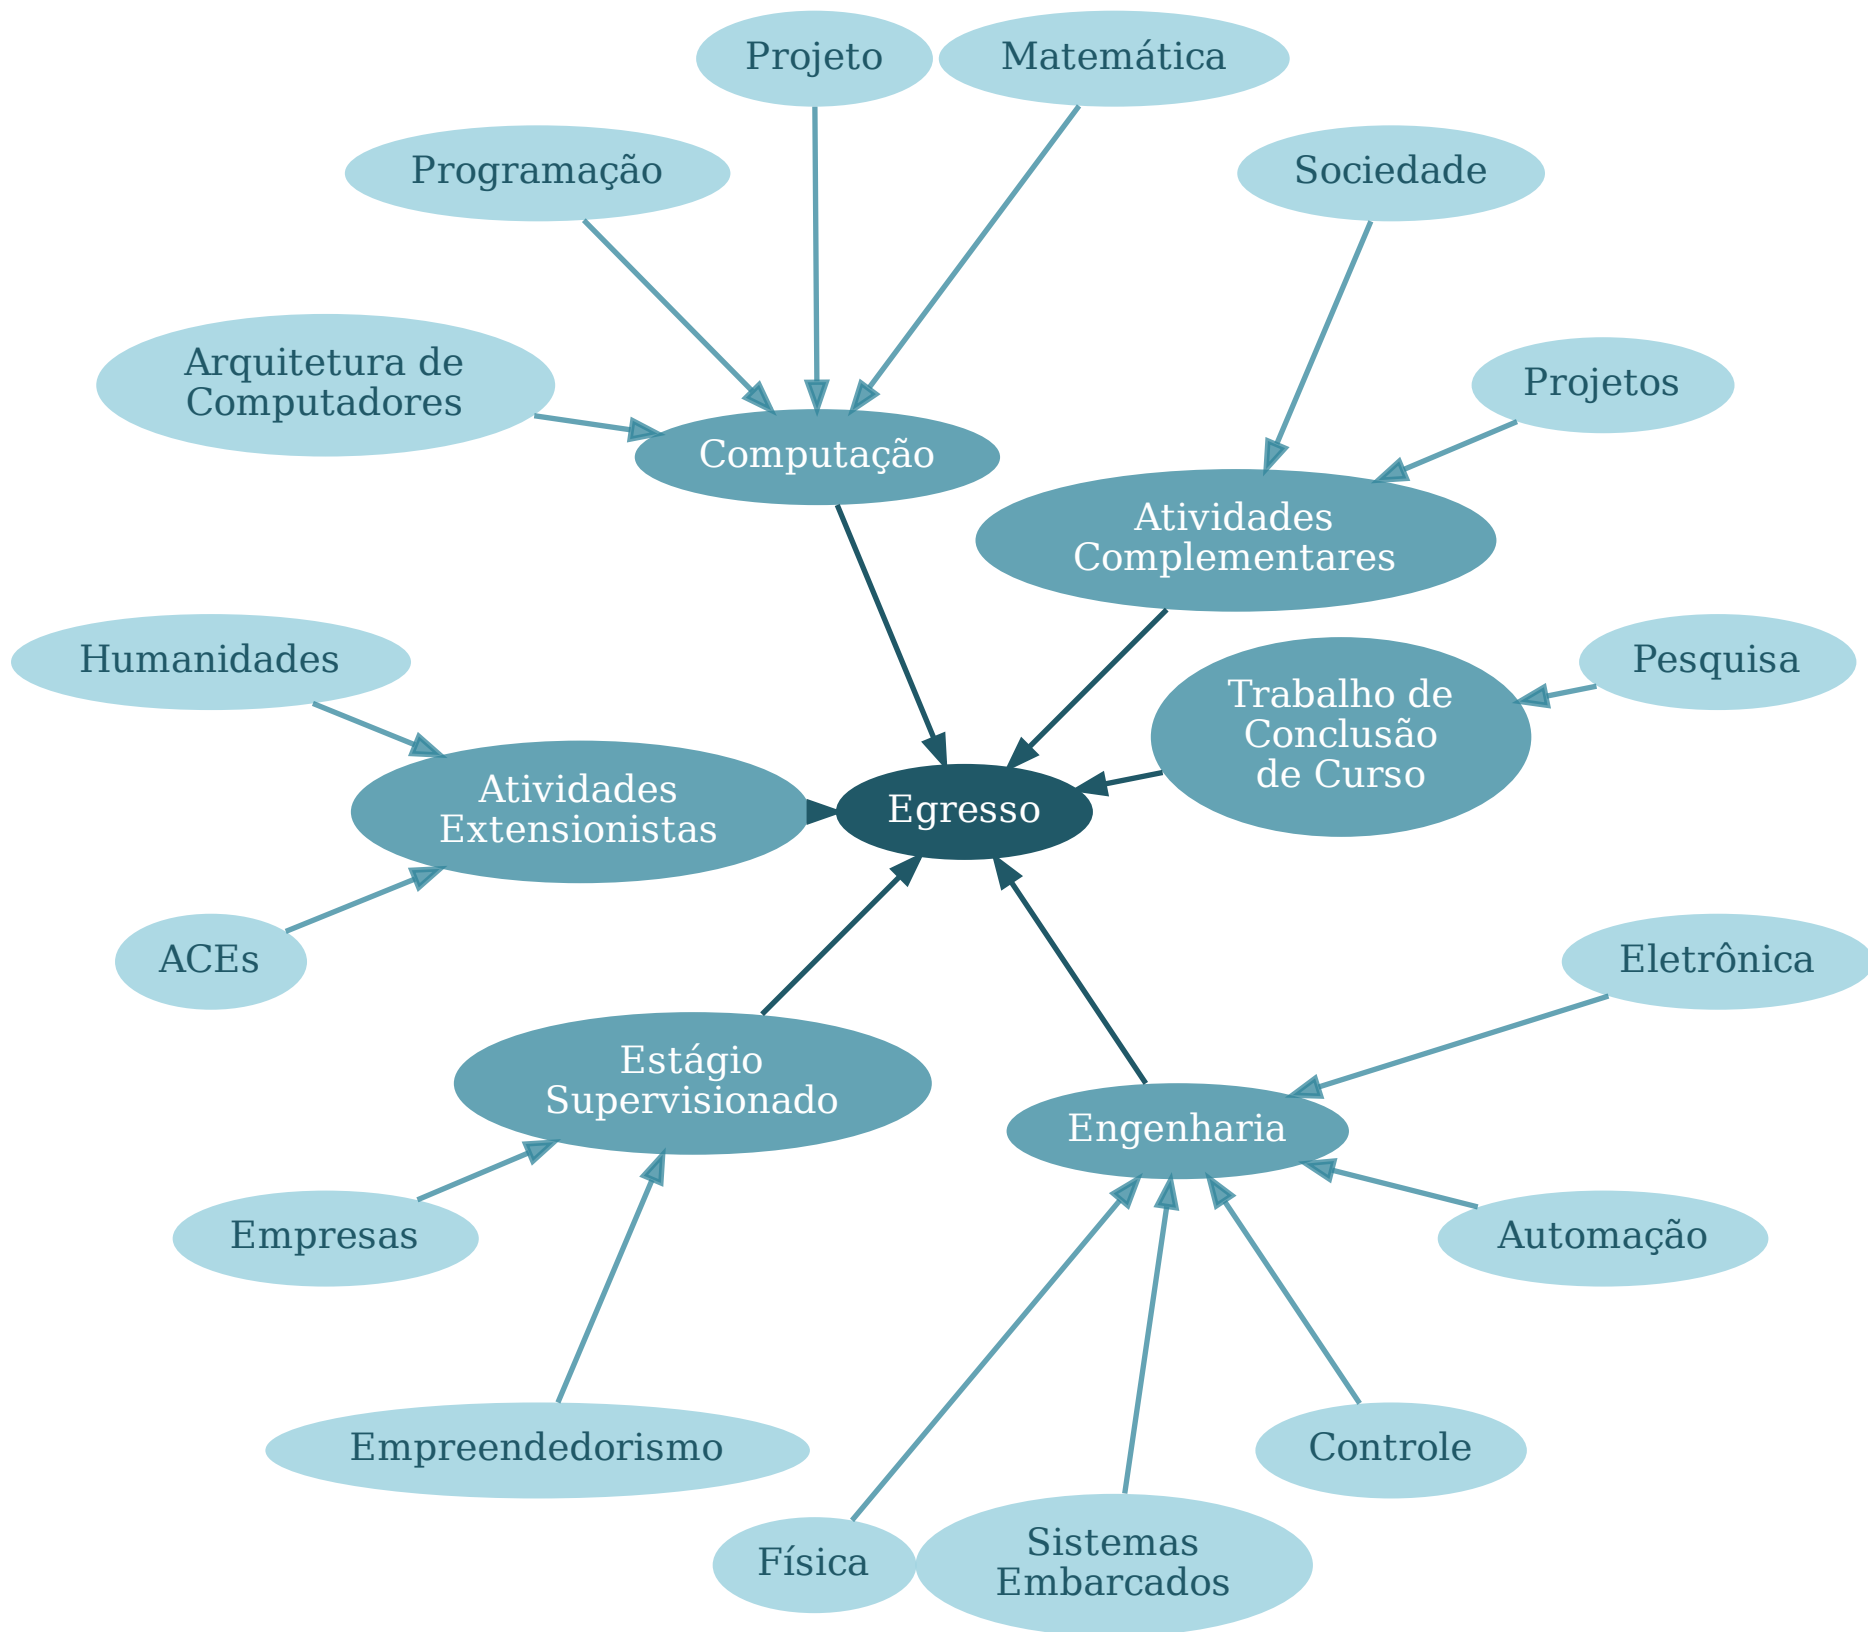 Projeto
Matemática
Programação
Sociedade
Arquitetura de
Computadores
Projetos
Computação
Atividades
Complementares
Humanidades
Pesquisa
Trabalho de
Conclusão
de Curso
Atividades
Extensionistas
Egresso
ACEs
Eletrônica
Estágio
Supervisionado
Engenharia
Empresas
Automação
Empreendedorismo
Controle
Física
Sistemas
Embarcados